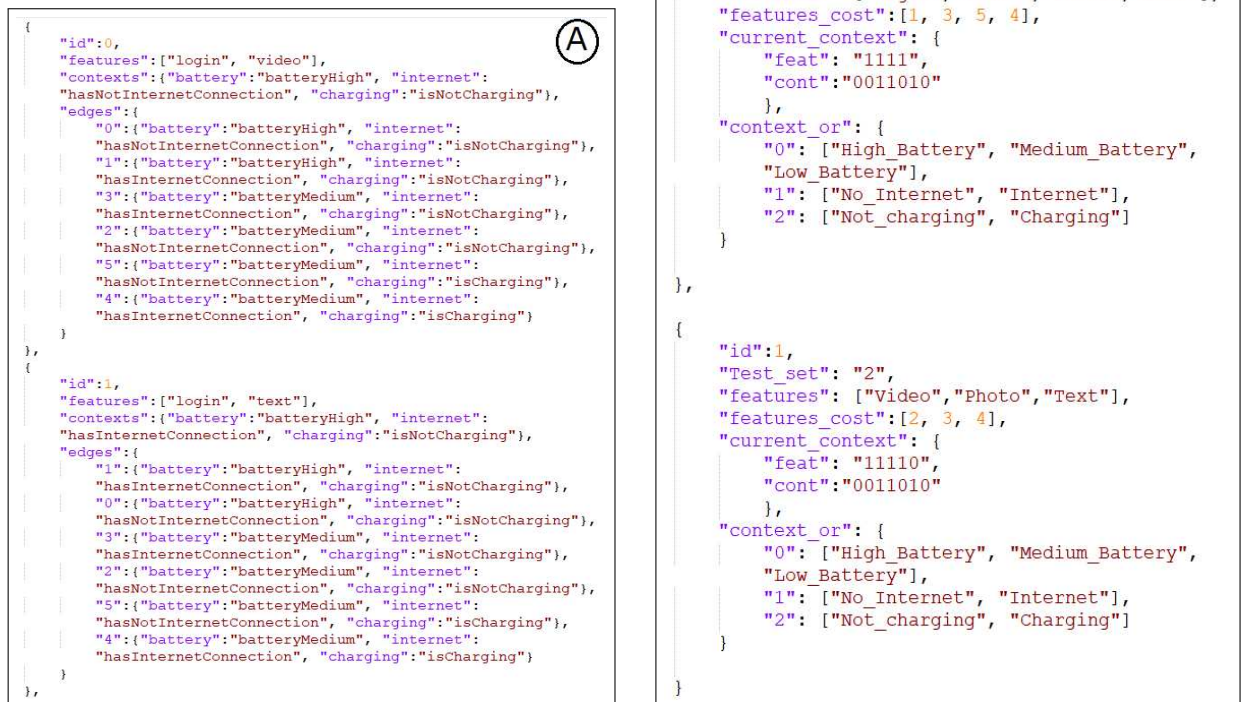 {
"id":0,
"features":["login", "video"],
"contexts":{"battery":"batteryHigh", "internet":
"hasNotInternetConnection", "charging":"isNotCharging"},
"edges":{
"0":{"battery":"batteryHigh", "internet":
"hasNotInternetConnection", "charging":"isNotCharging"},
"1":{"battery":"batteryHigh", "internet":
"hasInternetConnection", "charging":"isNotCharging"},
"3":{"battery":"batteryMedium", "internet":
"hasInternetConnection", "charging":"isNotCharging"},
"2":{"battery":"batteryMedium", "internet":
"hasNotInternetConnection", "charging":"isNotCharging"},
"5":{"battery":"batteryMedium", "internet":
"hasNotInternetConnection", "charging":"isCharging"},
"4":{"battery":"batteryMedium", "internet":
"hasInternetConnection", "charging":"isCharging"}
}
},
{
"id":1,
"features":["login", "text"],
"contexts":{"battery":"batteryHigh", "internet":
"hasInternetConnection", "charging":"isNotCharging"},
"edges":{
"1":{"battery":"batteryHigh", "internet":
"hasInternetConnection", "charging":"isNotCharging"},
"0":{"battery":"batteryHigh", "internet":
"hasNotInternetConnection", "charging":"isNotCharging"},
"3":{"battery":"batteryMedium", "internet":
"hasInternetConnection", "charging":"isNotCharging"},
"2":{"battery":"batteryMedium", "internet":
"hasNotInternetConnection", "charging":"isNotCharging"},
"5":{"battery":"batteryMedium", "internet":
"hasNotInternetConnection", "charging":"isCharging"},
"4":{"battery":"batteryMedium", "internet":
"hasInternetConnection", "charging":"isCharging"}
}
},
A
"features_cost":[1, 3, 5, 4],
"current_context": {
"feat": "1111",
"cont":"0011010"
},
"context_or": {
"0": ["High_Battery", "Medium_Battery",
"Low_Battery"],
"1": ["No_Internet", "Internet"],
"2": ["Not_charging", "Charging"]
}
},
{
"id":1,
"Test_set": "2",
"features": ["Video","Photo","Text"],
"features_cost":[2, 3, 4],
"current_context": {
"feat": "11110",
"cont":"0011010"
},
"context_or": {
"0": ["High_Battery", "Medium_Battery",
"Low_Battery"],
"1": ["No_Internet", "Internet"],
"2": ["Not_charging", "Charging"]
}
}